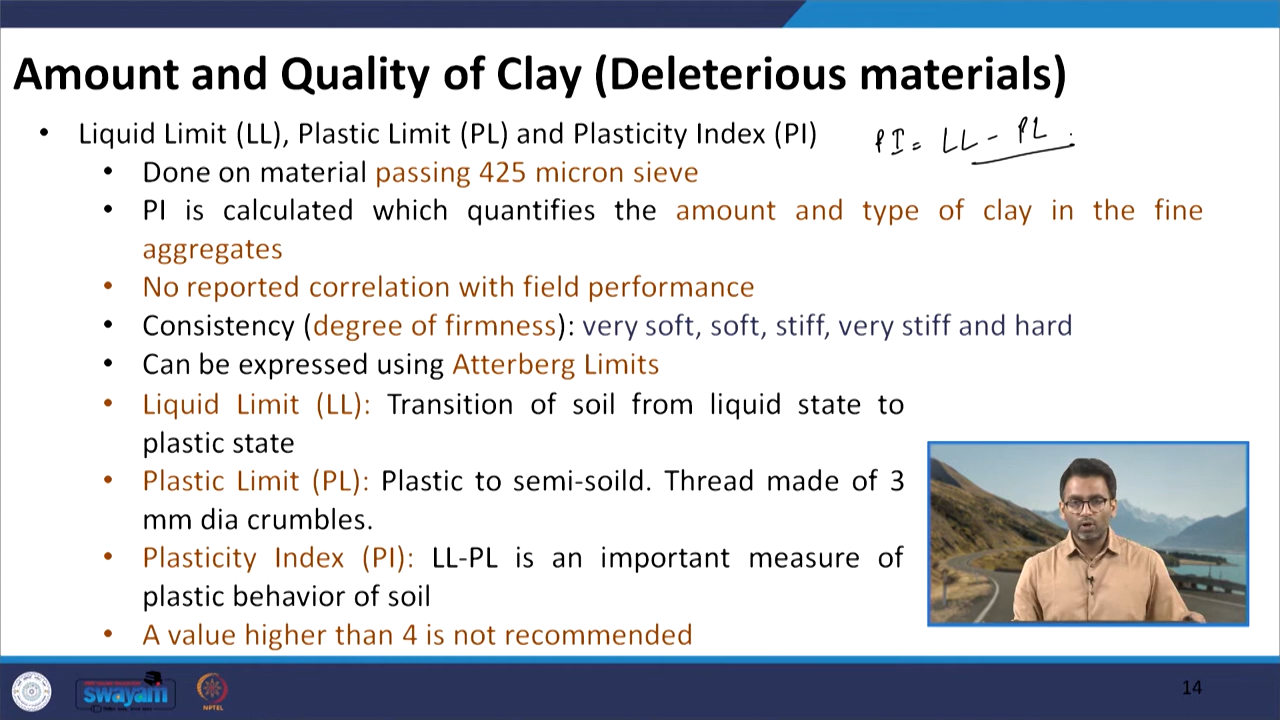 Amount and Quality of Clay (Deleterious materials)
• Liquid Limit (LL), Plastic Limit (PL) and Plasticity Index (PI)
PI = LL - PL
• Done on material passing 425 micron sieve
• PI is calculated which quantifies the amount and type of clay in the fine
aggregates
• No reported correlation with field performance
• Consistency (degree of firmness): very soft, soft, stiff, very stiff and hard
• Can be expressed using Atterberg Limits
• Liquid Limit (LL): Transition of soil from liquid state to
plastic state
• Plastic Limit (PL): Plastic to semi-soild. Thread made of 3
mm dia crumbles.
• Plasticity Index (PI): LL-PL is an important measure of
plastic behavior of soil
• A value higher than 4 is not recommended
swayam
NPTEL
14